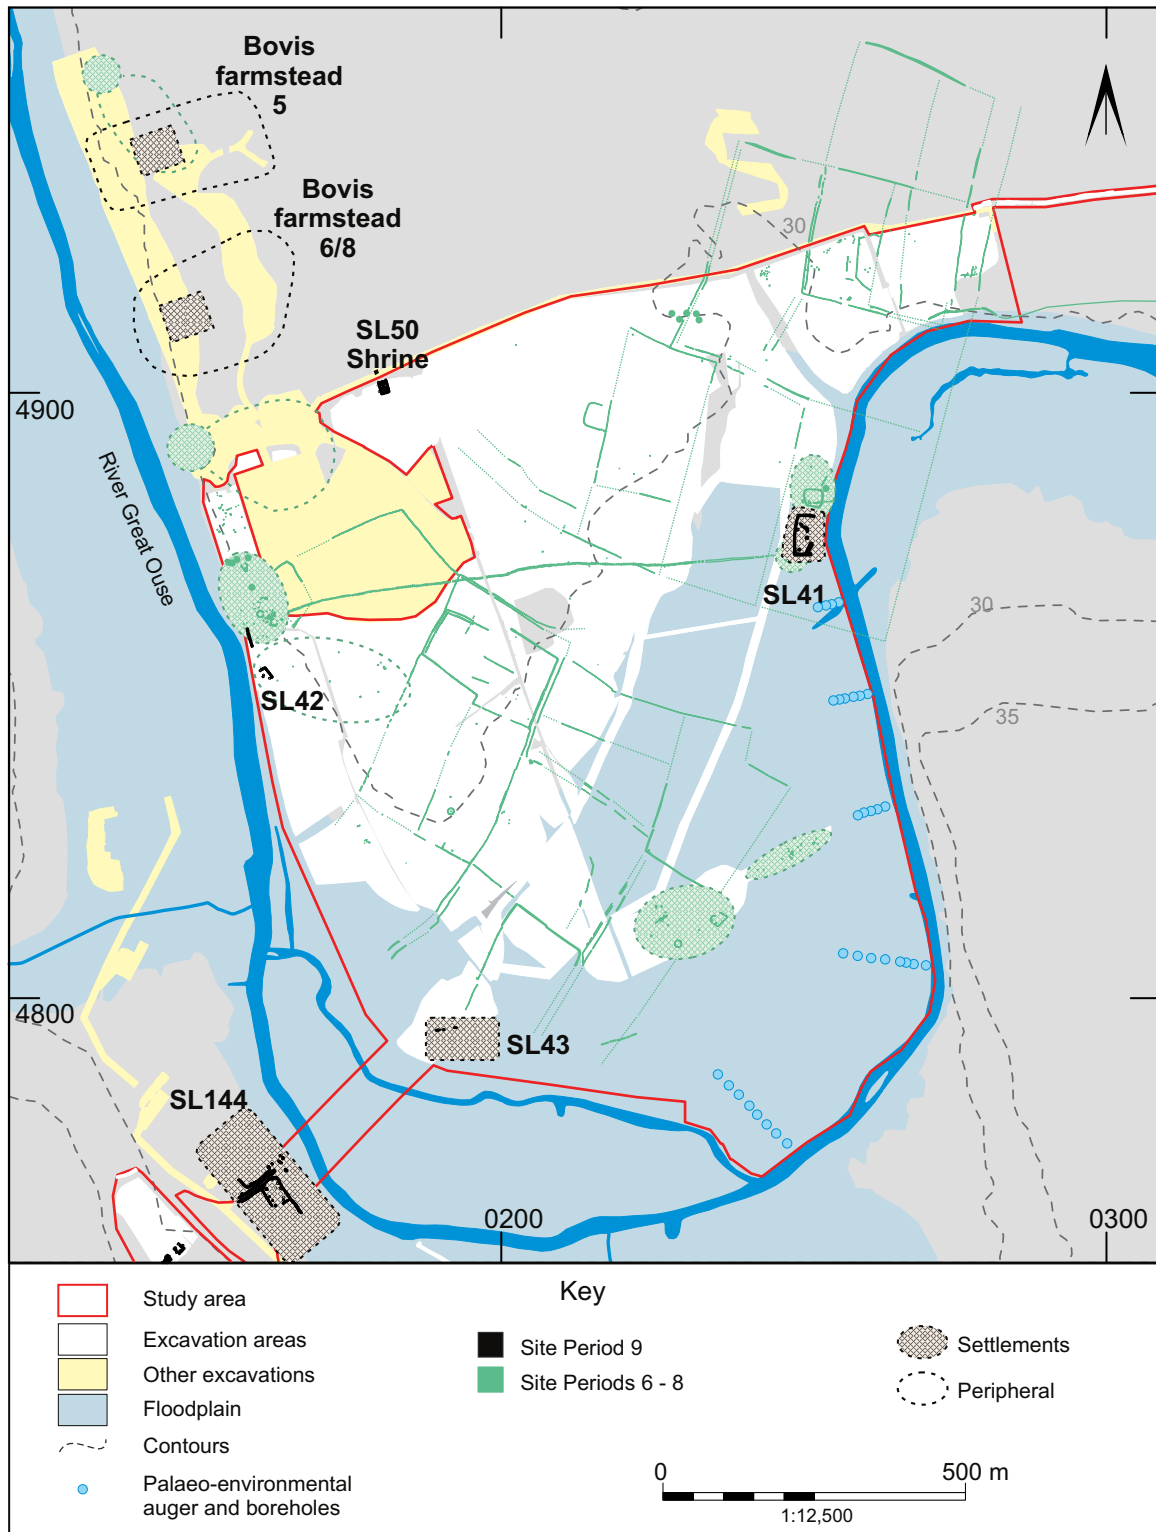 Bovis
farmstead
5
Bovis
farmstead
6/8
30
SL50
Shrine
4900
River Great Ouse
SL41
30
SL42
35
4800
SL43
SL144
0200
0300
Key
Study area
Excavation areas
Other excavations
Floodplain
Contours
Palaeo-environmental
auger and boreholes
Site Period 9
Site Periods 6 - 8
Settlements
Peripheral
0 500 m
1:12,500